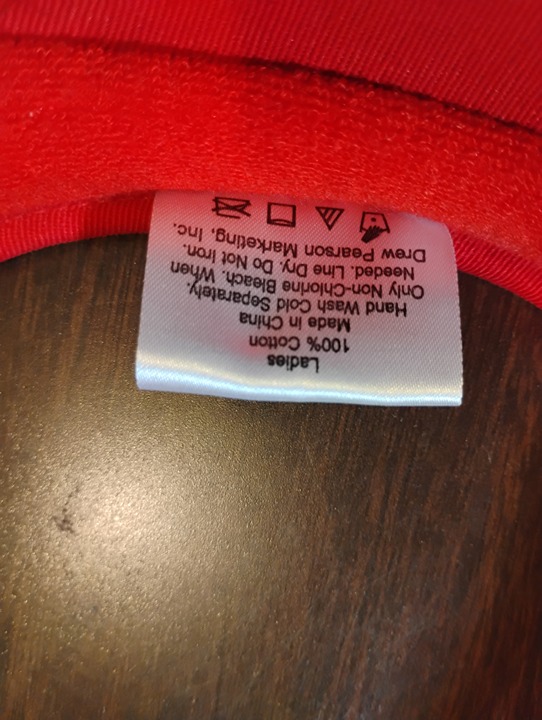 Ladies
100% Cotton
Made in China
Hand Wash Cold Separately,
Only Non-Chlorine Bleach, When
Needed. Line Dry. Do Not Iron.
Drew Pearson Marketing, Inc.